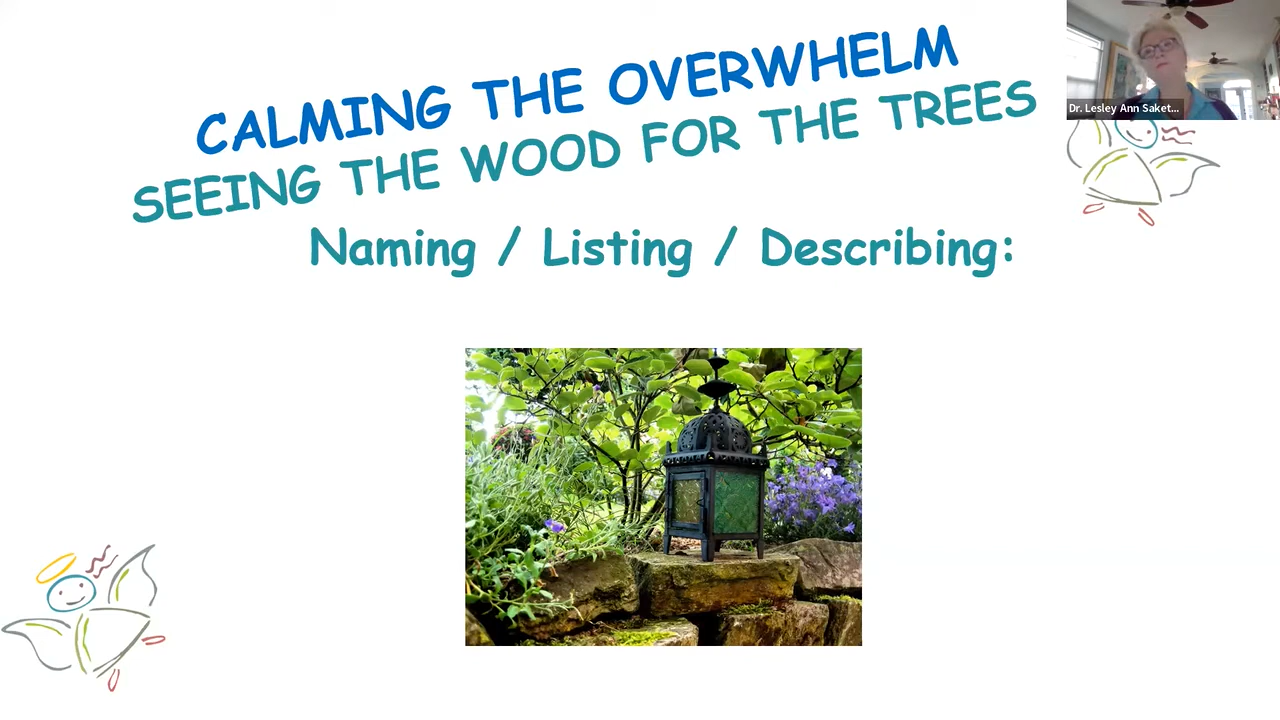 CALMING THE OVERWHELM
SEEING THE WOOD FOR THE TREES
Naming / Listing / Describing:
Dr. Lesley Ann Saket...